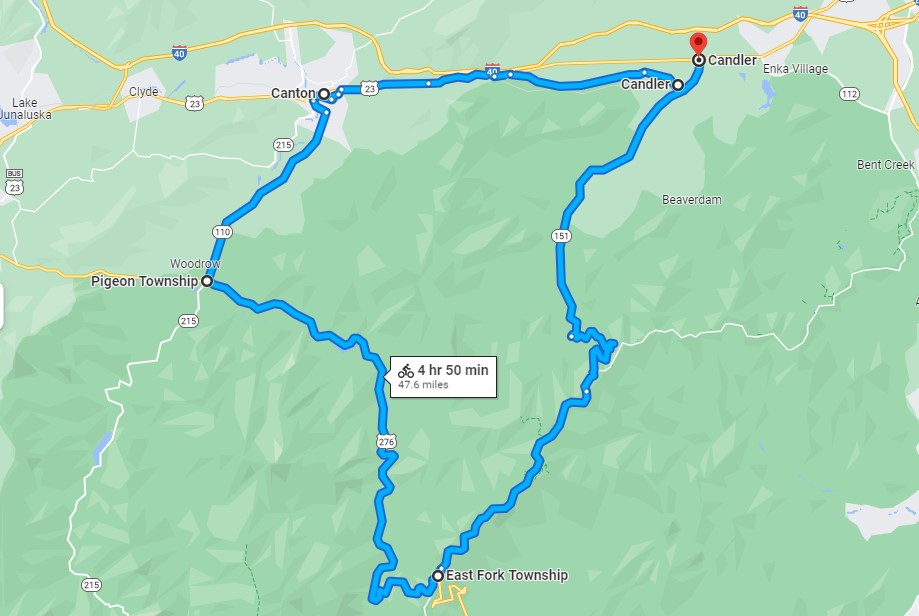 40
40
Candler
Enka Village
40
Candler
Clyde
Canton
23
112
Lake
Junaluska
23
215
Bent Creek
BUS
23
Beaverdam
110
151
Woodrow
Pigeon Township
215
4 hr 50 min
47.6 miles
276
East Fork Township
215